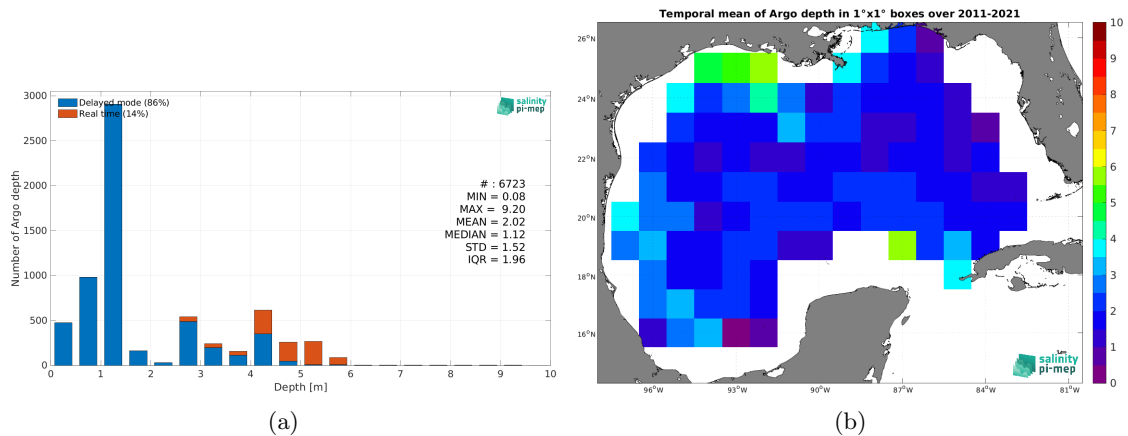 Temporal mean of Argo depth in 1°x1° boxes over 2011-2021
Number of Argo depth
3000
2500
2000
1500
1000
500
0
Delayed mode (86%)
Real time (14%)
salinity
pi-mep
# : 6723
MIN = 0.08
MAX = 9.20
MEAN = 2.02
MEDIAN = 1.12
STD = 1.52
IQR = 1.96
0 1 2 3 4 5 6 7 8 9 10
Depth [m]
(a)
26°N
24°N
22°N
20°N
18°N
16°N
96°W 93°W 90°W 87°W 84°W 81°W
salinity
pi-mep
10
9
8
7
6
5
4
3
2
1
0
(b)